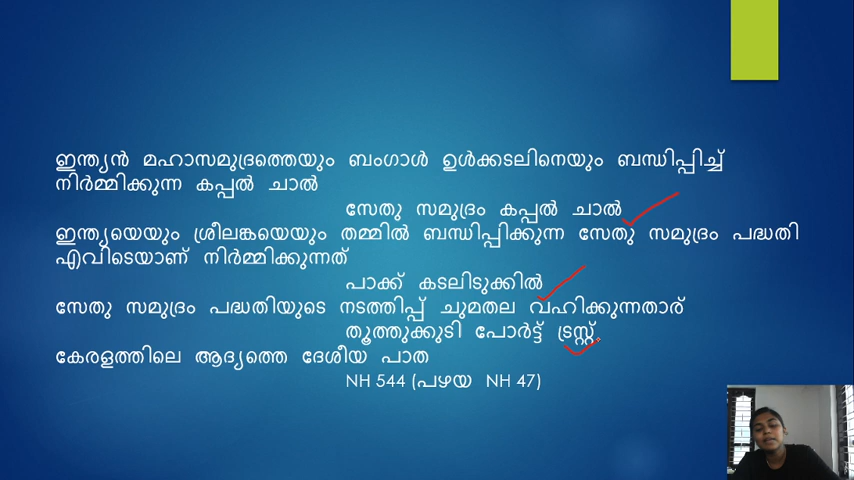 ഇന്ത്യൻ മഹാസമുദ്രത്തെയും ബംഗാൾ ഉൾക്കടലിനെയും ബന്ധിപ്പിച്ച്
നിർമ്മിക്കുന്ന കപ്പൽ ചാൽ
സേതു സമുദ്രം കപ്പൽ ചാൽ
ഇന്ത്യയെയും ശ്രീലങ്കയെയും തമ്മിൽ ബന്ധിപ്പിക്കുന്ന സേതു സമുദ്രം പദ്ധതി
എവിടെയാണ് നിർമ്മിക്കുന്നത്
പാക്ക് കടലിടുക്കിൽ
സേതു സമുദ്രം പദ്ധതിയുടെ നടത്തിപ്പ് ചുമതല വഹിക്കുന്നതാര്
തൂത്തുക്കുടി പോർട്ട് ട്രസ്റ്റ്
കേരളത്തിലെ ആദ്യത്തെ ദേശീയ പാത
NH 544 (പഴയ NH 47)